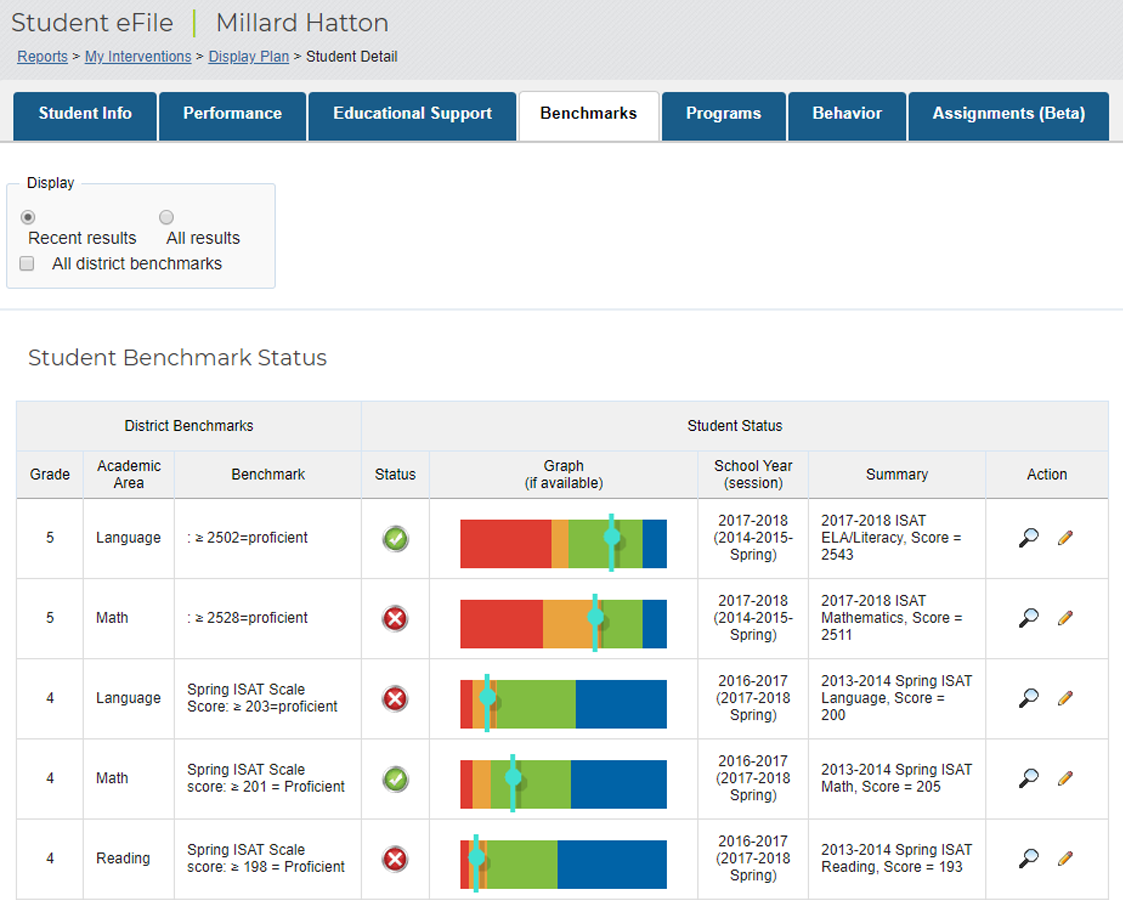 Student eFile | Millard Hatton
Reports > My Interventions > Display Plan > Student Detail
Student Info Performance Educational Support Benchmarks Programs Behavior Assignments (Beta)
Display
Recent results All results
All district benchmarks
Student Benchmark Status
District Benchmarks Student Status
Grade Academic Area Benchmark Status Graph (if available) School Year (session) Summary Action
5 Language : ≥ 2502=proficient 2017-2018 (2014-2015-Spring) 2017-2018 ISAT ELA/Literacy, Score = 2543
5 Math : ≥ 2528=proficient 2017-2018 (2014-2015-Spring) 2017-2018 ISAT Mathematics, Score = 2511
4 Language Spring ISAT Scale Score: ≥ 203=proficient 2016-2017 (2017-2018 Spring) 2013-2014 Spring ISAT Language, Score = 200
4 Math Spring ISAT Scale score: ≥ 201 = Proficient 2016-2017 (2017-2018 Spring) 2013-2014 Spring ISAT Math, Score = 205
4 Reading Spring ISAT Scale score: ≥ 198 = Proficient 2016-2017 (2017-2018 Spring) 2013-2014 Spring ISAT Reading, Score = 193